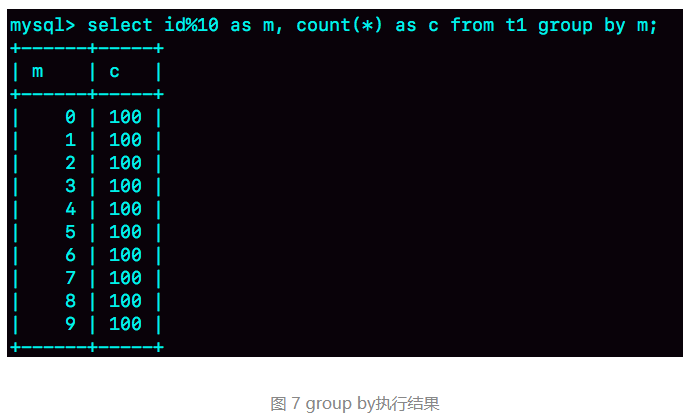 mysql> select id%10 as m, count(*) as c from t1 group by m;
+------+-----+
| m    | c   |
+------+-----+
|    0 | 100 |
|    1 | 100 |
|    2 | 100 |
|    3 | 100 |
|    4 | 100 |
|    5 | 100 |
|    6 | 100 |
|    7 | 100 |
|    8 | 100 |
|    9 | 100 |
+------+-----+
图 7 group by执行结果